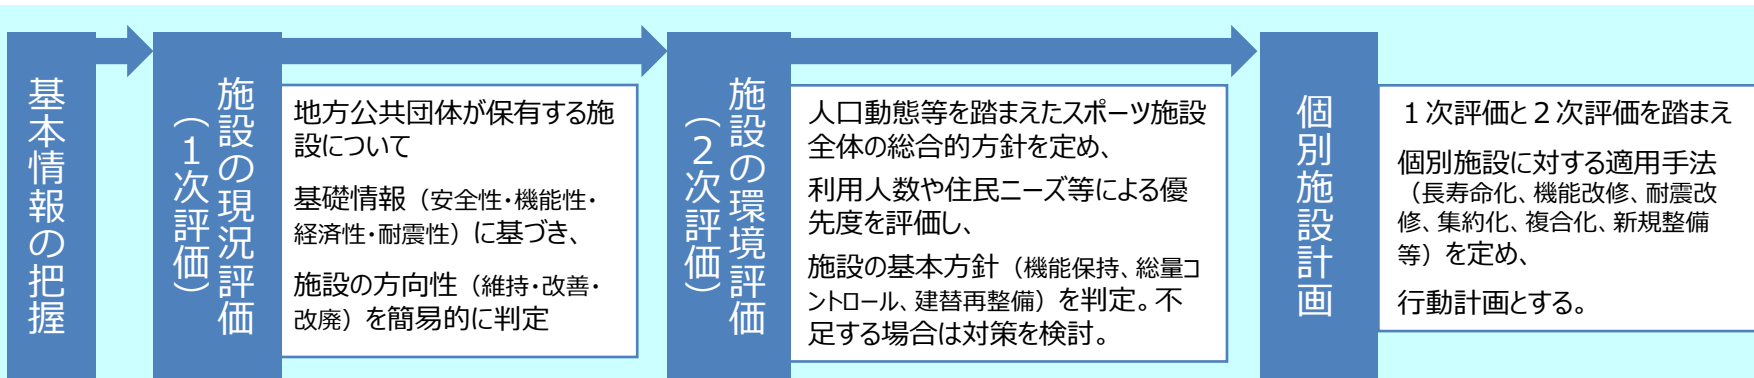 基本情報の把握
施設の現況評価
（１次評価）
地方公共団体が保有する施
設について
基礎情報（安全性・機能性・
経済性・耐震性）に基づき、
施設の方向性（維持・改善・
改廃）を簡易的に判定
施設の環境評価
（２次評価）
人口動態等を踏まえたスポーツ施設
全体の総合的方針を定め、
利用人数や住民ニーズ等による優
先度を評価し、
施設の基本方針（機能保持、総量コ
ントロール、建替再整備）を判定。不
足する場合は対策を検討。
個別施設計画
１次評価と２次評価を踏まえ
個別施設に対する適用手法
（長寿命化、機能改修、耐震改
修、集約化、複合化、新規整備
等）を定め、
行動計画とする。